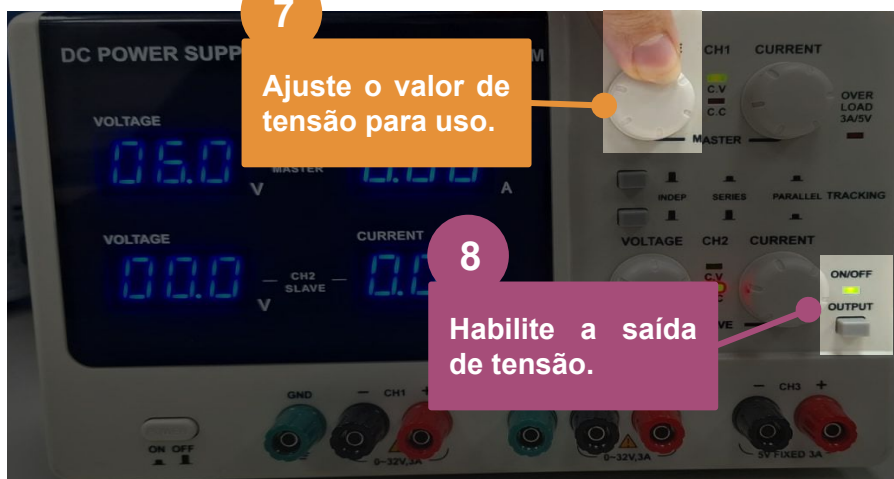 7
Ajuste o valor de
tensão para uso.
8
Habilite a saída
de tensão.
DC POWER SUPP
M
VOLTAGE
05.0
V
MASTER
A
VOLTAGE
00.0
V
CH2
SLAVE
CURRENT
CH1 CURRENT
C.V
C.C
OVER
LOAD
3A/5V
MASTER
INDEP SERIES PARALLEL TRACKING
VOLTAGE CH2 CURRENT
C.V
ON/OFF
OUTPUT
GND − CH1 +
0~32V,3A
0~32V,3A
− CH3 +
5V FIXED 3A
ON OFF